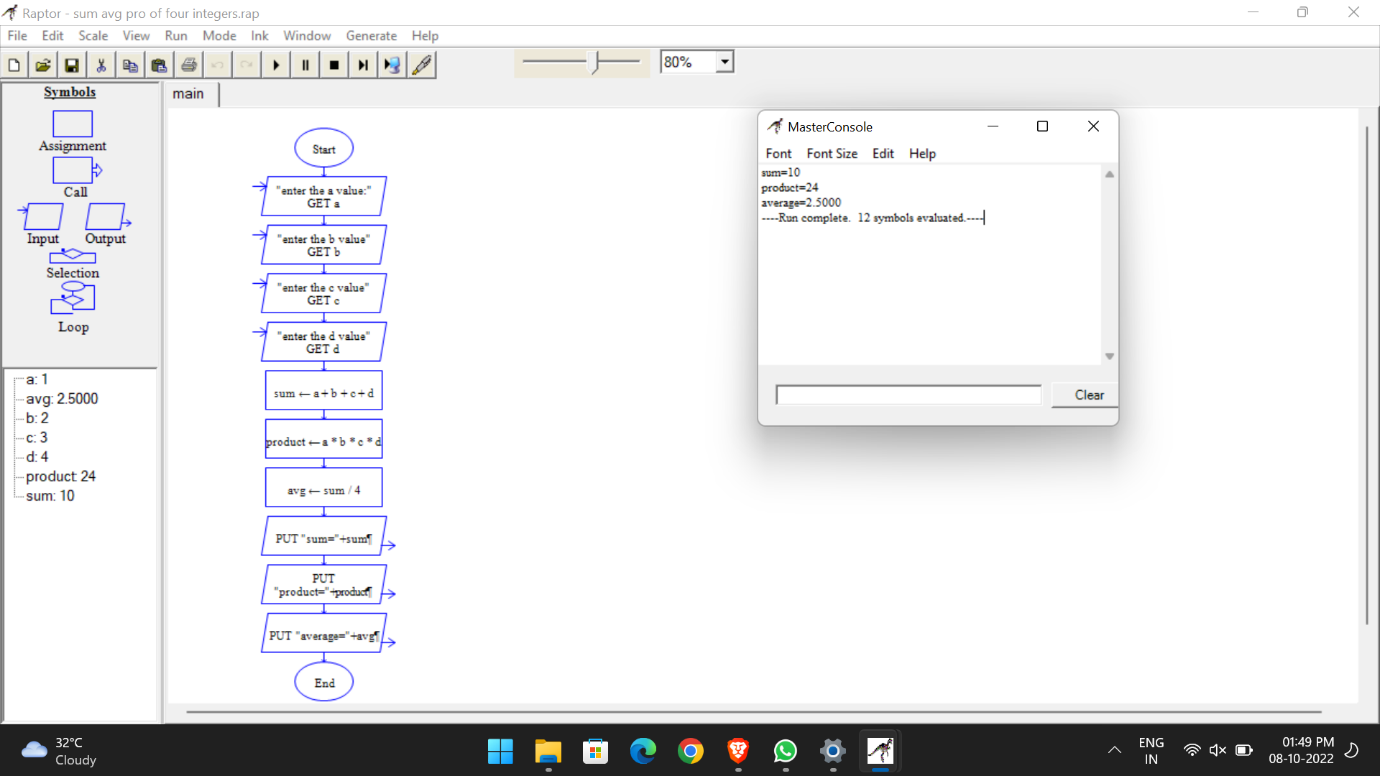 Raptor - sum avg pro of four integers.rap
File Edit Scale View Run Mode Ink Window Generate Help
80%
Symbols
Assignment
Call
Input Output
Selection
Loop
a: 1
avg: 2.5000
b: 2
c: 3
d: 4
product: 24
sum: 10
main
Start
"enter the a value:"
GET a
"enter the b value"
GET b
"enter the c value"
GET c
"enter the d value"
GET d
sum ← a + b + c + d
product ← a * b * c * d
avg ← sum / 4
PUT "sum="+sum¶
PUT
"product="+product¶
PUT "average="+avg¶
End
MasterConsole
Font Font Size Edit Help
sum=10
product=24
average=2.5000
----Run complete. 12 symbols evaluated.----
Clear
32°C
Cloudy
ENG
IN
01:49 PM
08-10-2022